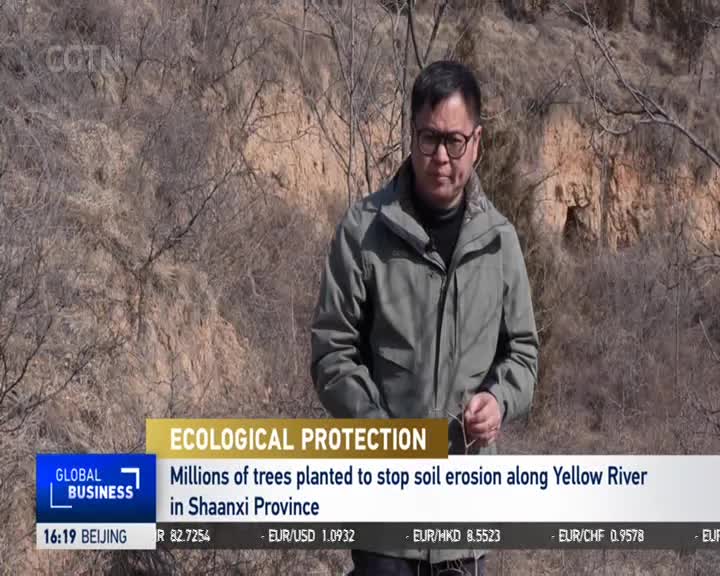 CGTN
ECOLOGICAL PROTECTION
GLOBAL
BUSINESS
Millions of trees planted to stop soil erosion along Yellow River
in Shaanxi Province
16:19 BEIJING
R 82.7254 - EUR/USD 1.0932 - EUR/HKD 8.5523 - EUR/CHF 0.9578 - EU